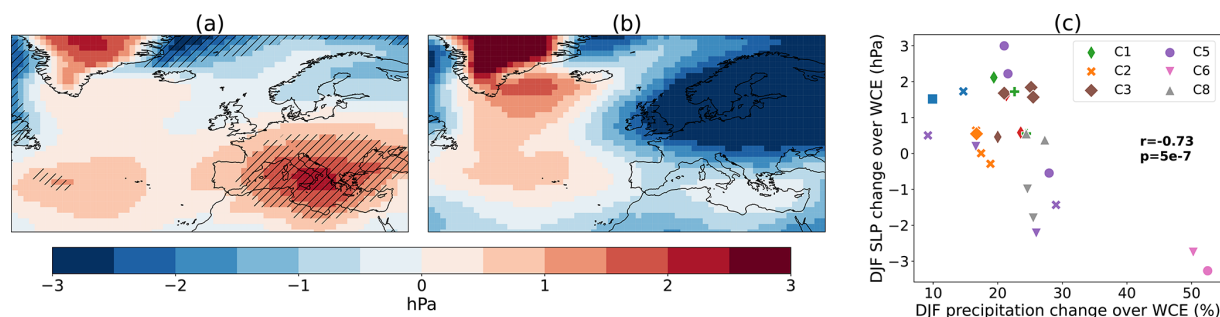 (a)
(b)
(c)
−3
−2
−1
0
1
2
3
hPa
DJF SLP change over WCE (hPa)
3
2
1
0
−1
−2
−3
C1
C2
C3
C5
C6
C8
r=-0.73
p=5e-7
10
20
30
40
50
DJF precipitation change over WCE (%)